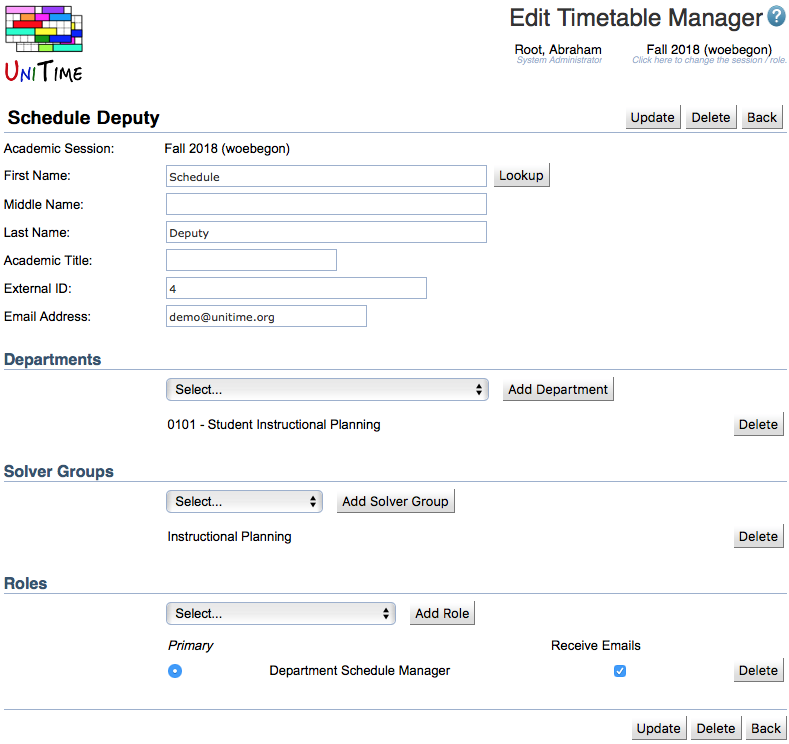 Edit Timetable Manager ?
UNITIME
Root, Abraham
System Administrator
Fall 2018 (woebegon)
Click here to change the session / role.
Schedule Deputy
Update Delete Back
Academic Session: Fall 2018 (woebegon)
First Name: Schedule Lookup
Middle Name:
Last Name: Deputy
Academic Title:
External ID: 4
Email Address: demo@unitime.org
Departments
Select... Add Department
0101 - Student Instructional Planning Delete
Solver Groups
Select... Add Solver Group
Instructional Planning Delete
Roles
Select... Add Role
Primary Receive Emails
Department Schedule Manager Delete
Update Delete Back